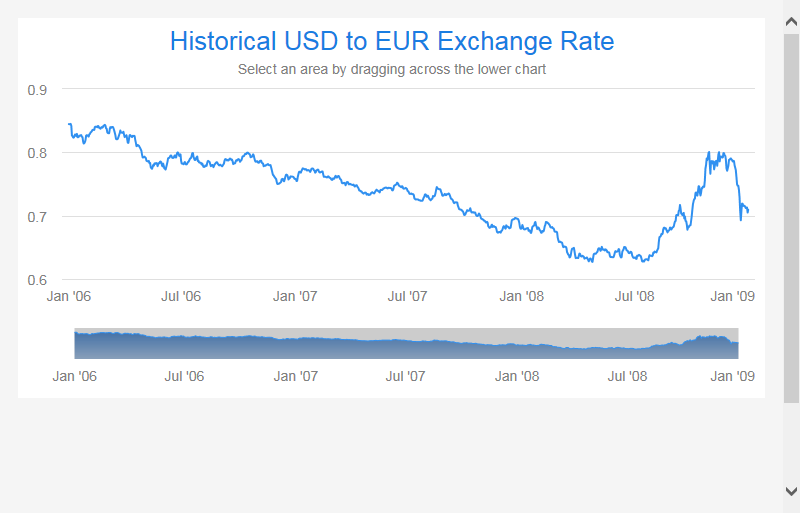 Historical USD to EUR Exchange Rate
Select an area by dragging across the lower chart
0.9
0.8
0.7
0.6
Jan '06 Jul '06 Jan '07 Jul '07 Jan '08 Jul '08 Jan '09
Jan '06 Jul '06 Jan '07 Jul '07 Jan '08 Jul '08 Jan '09